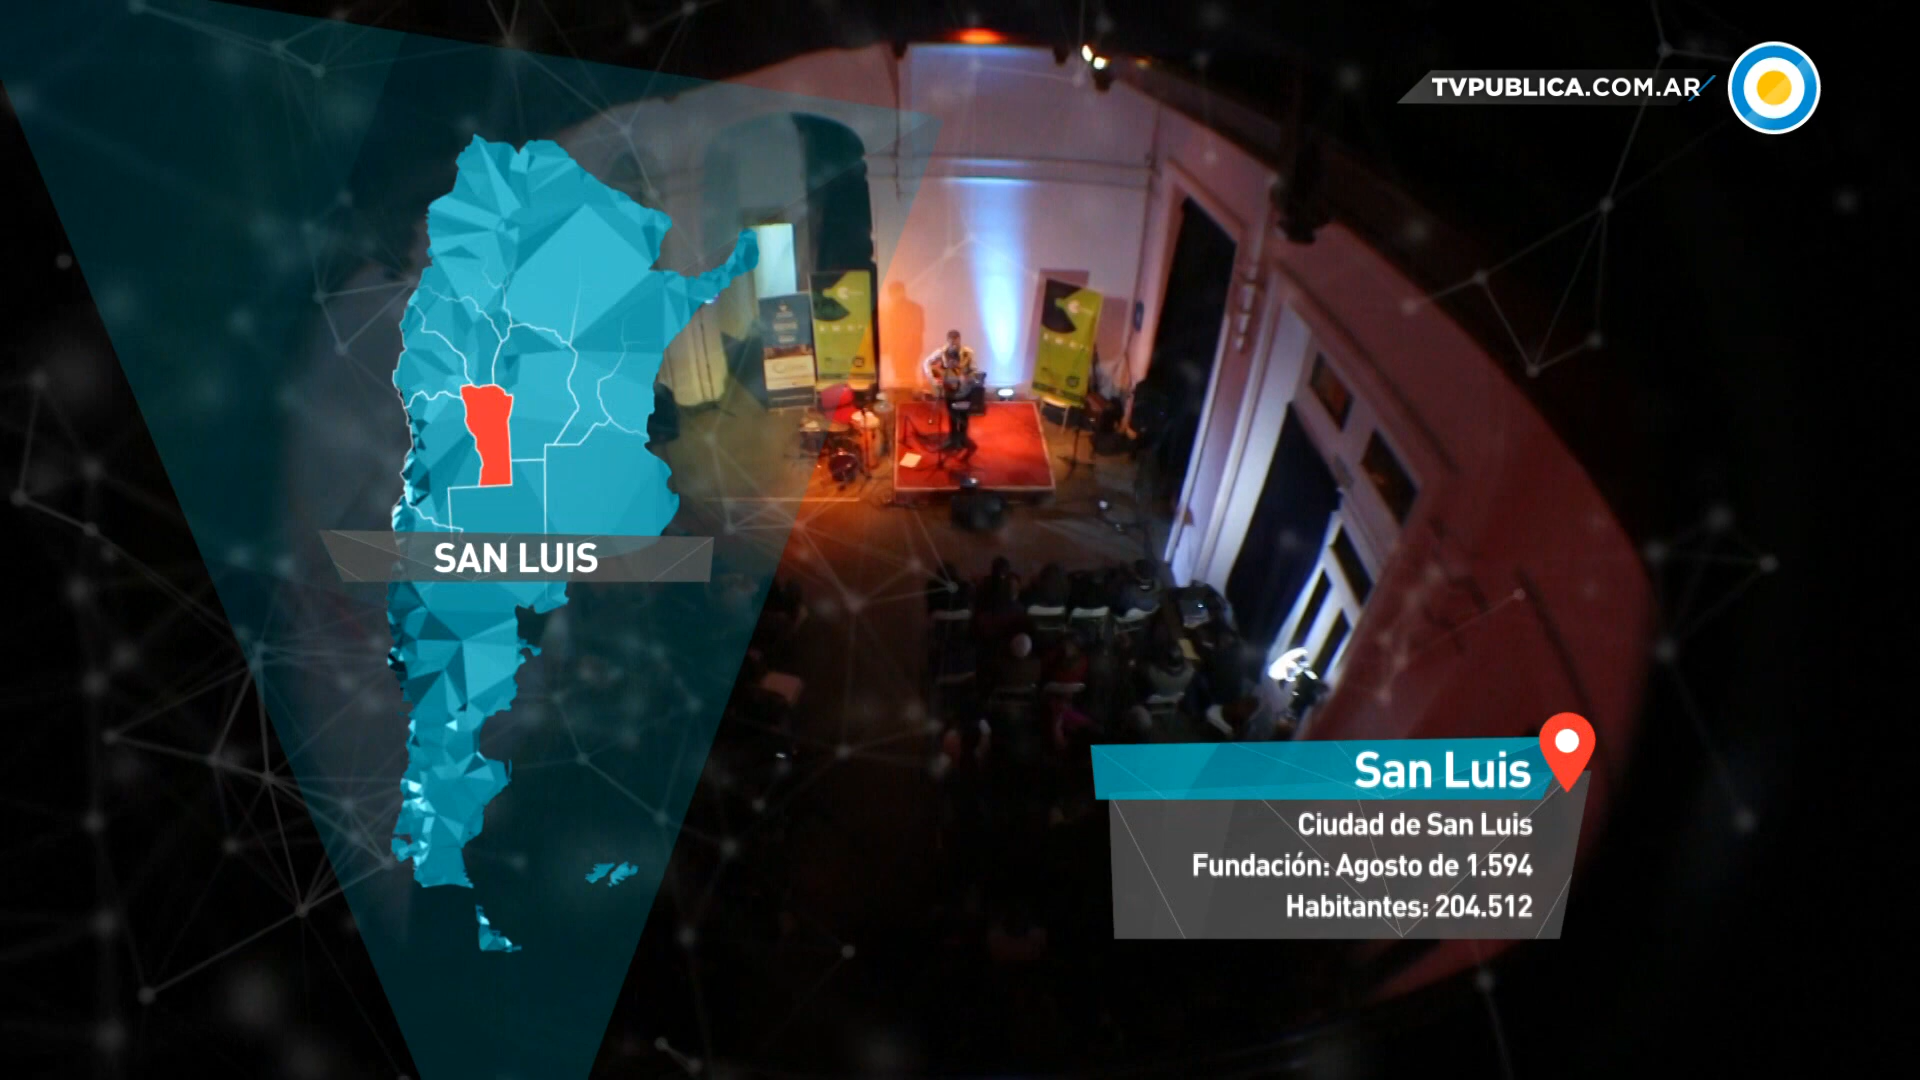 TVPUBLICA.COM.AR
SAN LUIS
San Luis
Ciudad de San Luis
Fundación: Agosto de 1.594
Habitantes: 204.512